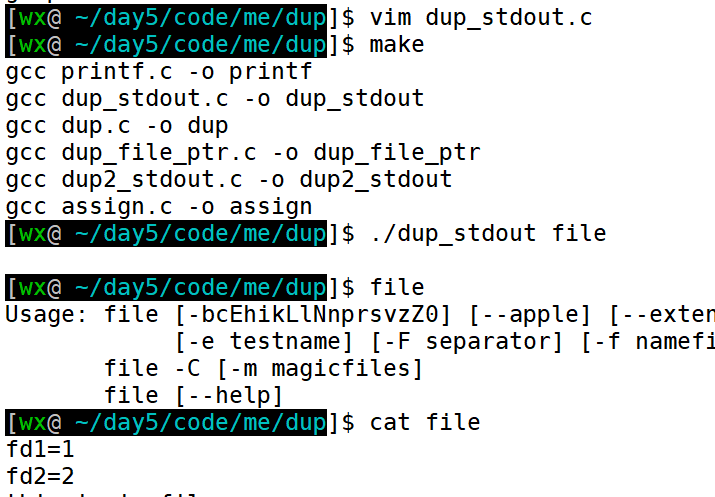 [wx@ ~/day5/code/me/dup]$ vim dup_stdout.c
[wx@ ~/day5/code/me/dup]$ make
gcc printf.c -o printf
gcc dup_stdout.c -o dup_stdout
gcc dup.c -o dup
gcc dup_file_ptr.c -o dup_file_ptr
gcc dup2_stdout.c -o dup2_stdout
gcc assign.c -o assign
[wx@ ~/day5/code/me/dup]$ ./dup_stdout file
[wx@ ~/day5/code/me/dup]$ file
Usage: file [-bcEhikLlNnprsvzZ0] [--apple] [--exten
[-e testname] [-F separator] [-f namefi
file -C [-m magicfiles]
file [--help]
[wx@ ~/day5/code/me/dup]$ cat file
fd1=1
fd2=2